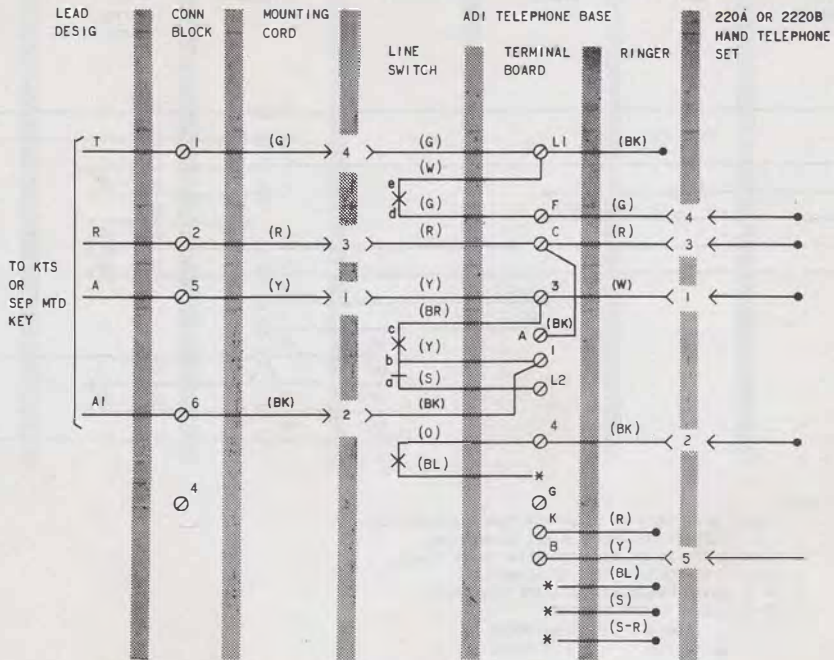 LEAD DESIG
CONN BLOCK
MOUNTING CORD
ADI TELEPHONE BASE
LINE SWITCH
TERMINAL BOARD
RINGER
220A OR 2220B HAND TELEPHONE SET
T 1 (G) 4 (G) L1 (BK)
(W)
e
d (G) F (G) 4
R 2 (R) 3 (R) C (R) 3
TO KTS OR SEP MTD KEY
A 5 (Y) 1 (Y) 3 (W) 1
(BR)
c A (BK)
b (Y) 1
a (S) L2
A1 6 (BK) 2 (BK)
(O) 4 (BK) 2
(BL) *
4 G
K (R)
B (Y) 5
* (BL)
* (S)
* (S-R)